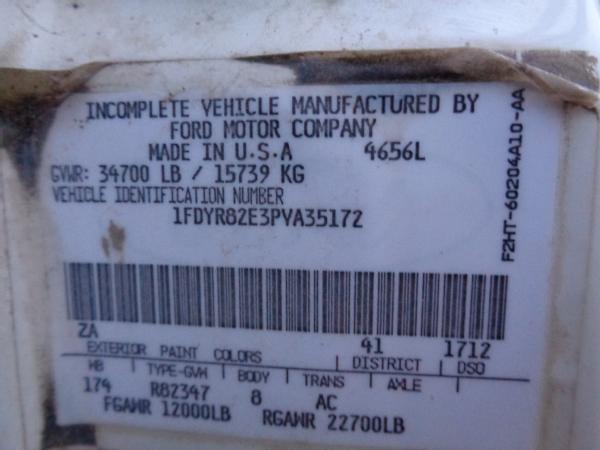 INCOMPLETE VEHICLE MANUFACTURED BY
FORD MOTOR COMPANY
MADE IN U.S.A 4656L
GVWR: 34700 LB / 15739 KG
VEHICLE IDENTIFICATION NUMBER
1FDYR82E3PVA35172
F2HT-60204A10-AA
ZA 41 1712
EXTERIOR PAINT COLORS DISTRICT DSO
WB TYPE-GVW BODY TRANS AXLE
174 R82347 8 AC
FGAWR 12000LB RGAWR 22700LB